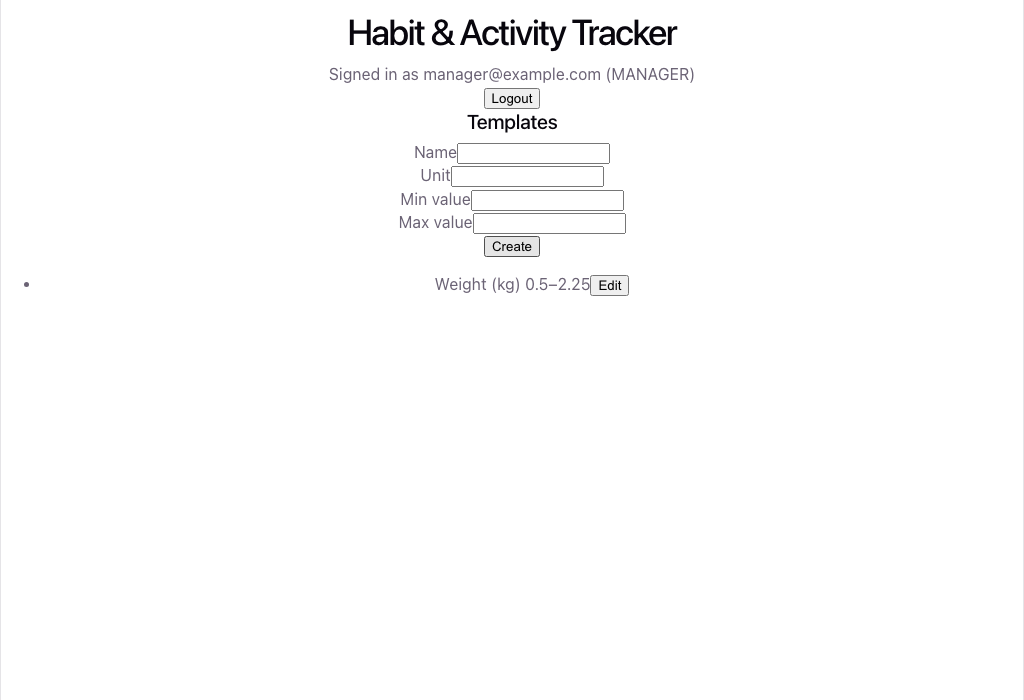 Habit & Activity Tracker
Signed in as manager@example.com (MANAGER)
Logout
Templates
Name
Unit
Min value
Max value
Create
Weight (kg) 0.5–2.25 Edit